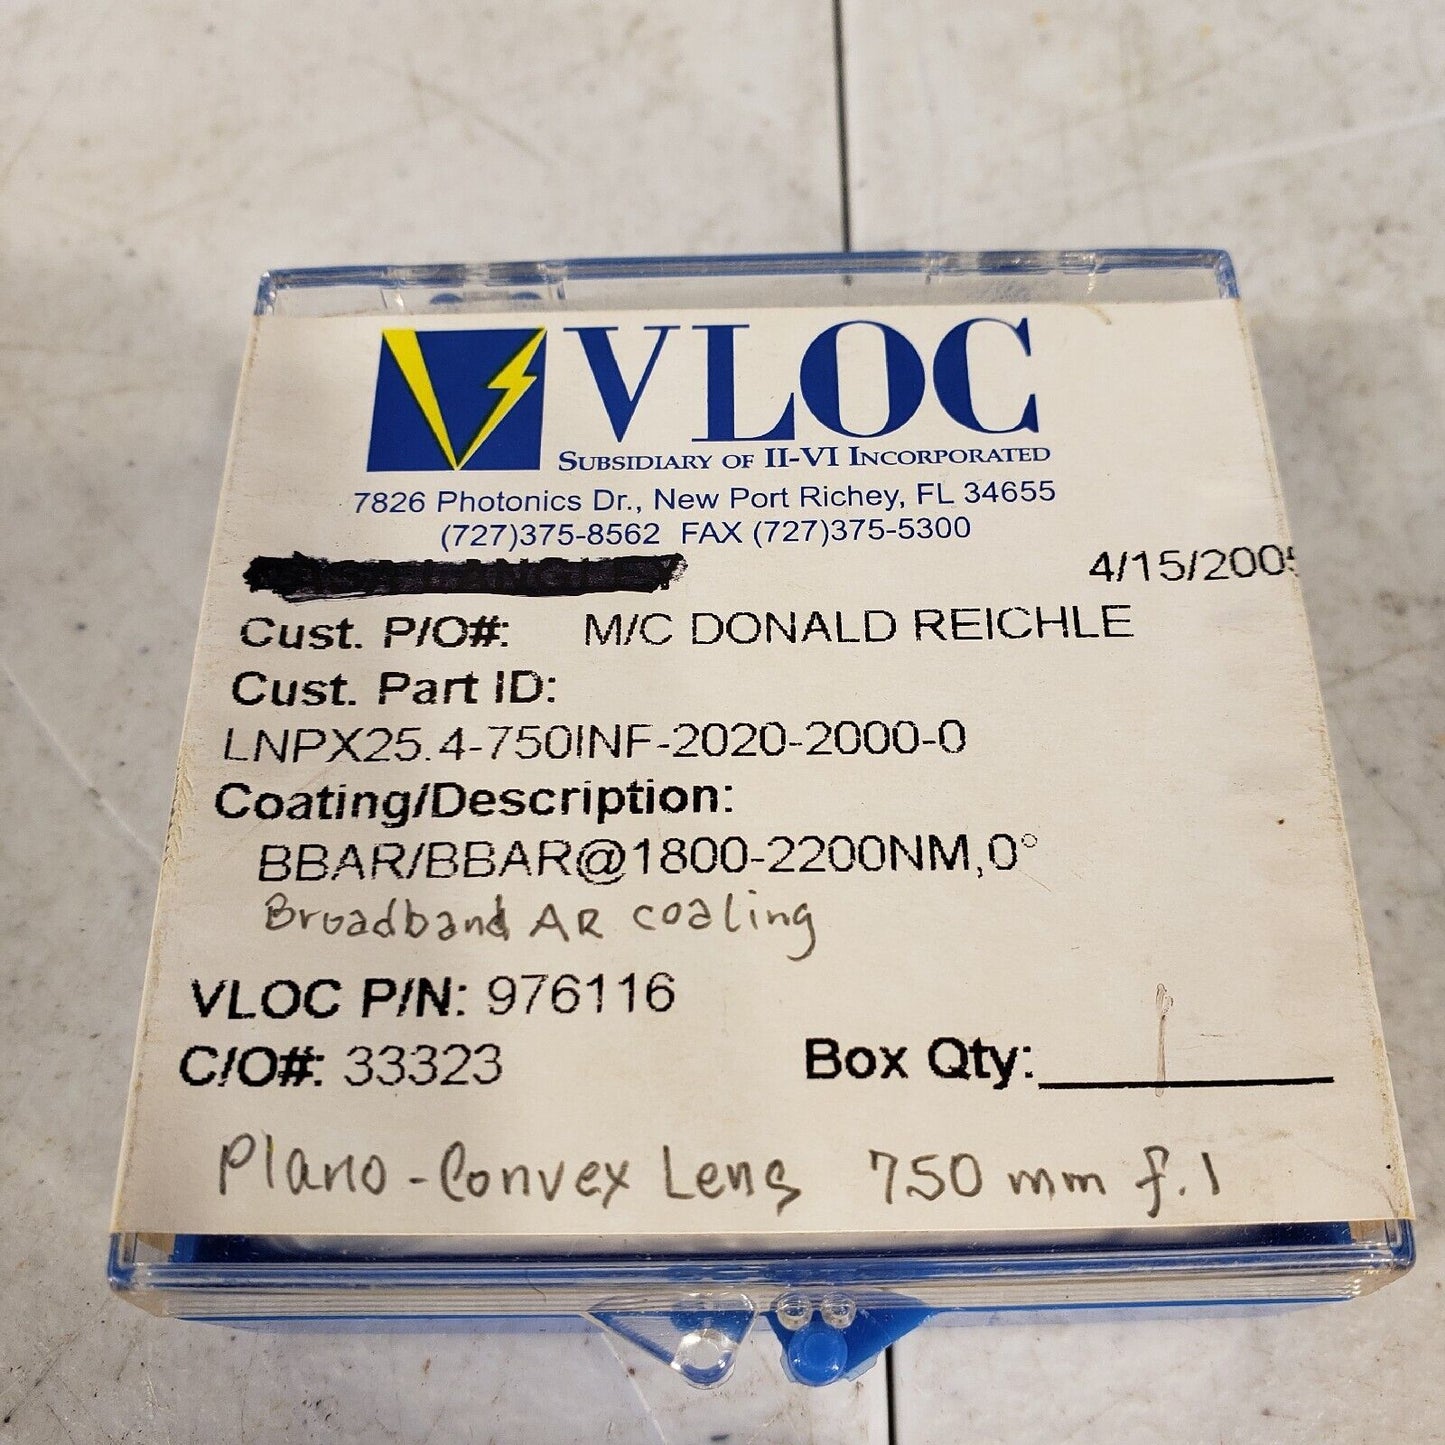 VLOC
SUBSIDIARY OF II-VI INCORPORATED
7826 Photonics Dr., New Port Richey, FL 34655
(727)375-8562 FAX (727)375-5300
4/15/2005
Cust. P/O#: M/C DONALD REICHLE
Cust. Part ID:
LNPX25.4-750INF-2020-2000-0
Coating/Description:
BBAR/BBAR@1800-2200NM,0°
Broadband AR coating
VLOC P/N: 976116
C/O#: 33323 Box Qty: 1
Plano-Convex Lens 750 mm f.l